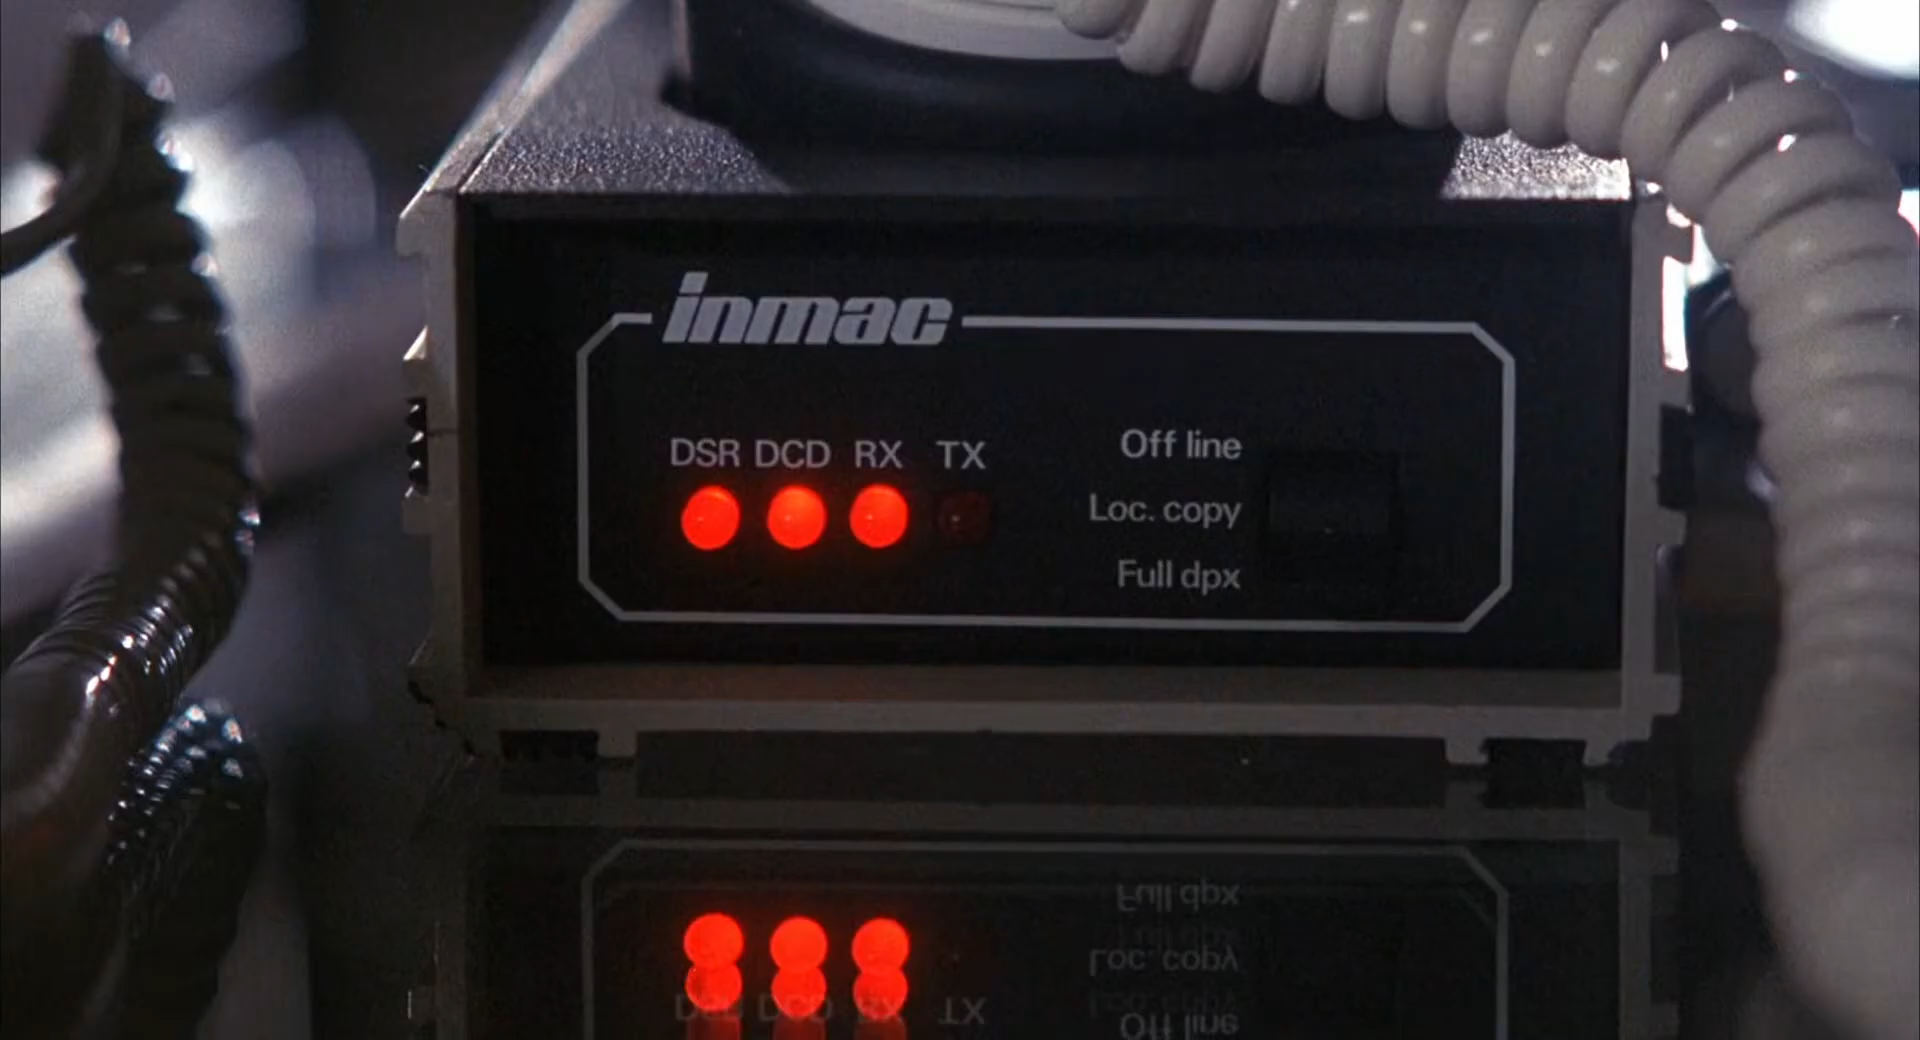 inmac
DSR DCD RX TX
Off line
Loc. copy
Full dpx